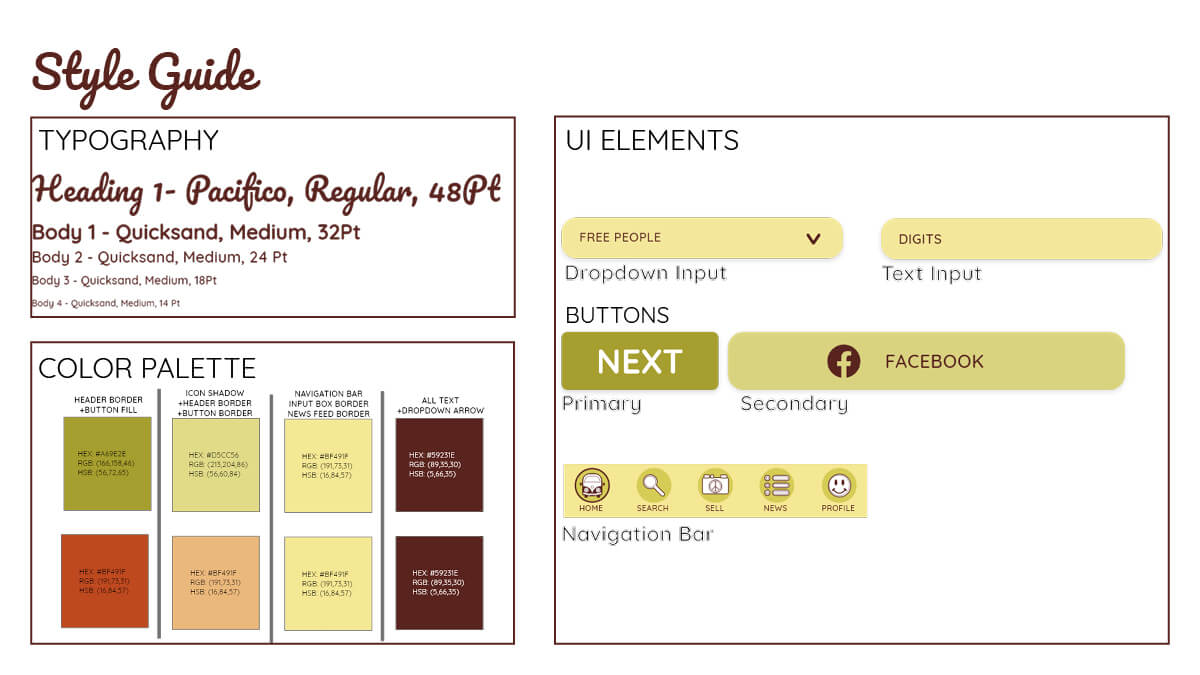 Style Guide
TYPOGRAPHY
Heading 1- Pacifico, Regular, 48Pt
Body 1 - Quicksand, Medium, 32Pt
Body 2 - Quicksand, Medium, 24 Pt
Body 3 - Quicksand, Medium, 18Pt
Body 4 - Quicksand, Medium, 14 Pt
COLOR PALETTE
HEADER BORDER
+BUTTON FILL
ICON SHADOW
+HEADER BORDER
+BUTTON BORDER
NAVIGATION BAR
INPUT BOX BORDER
NEWS FEED BORDER
ALL TEXT
+DROPDOWN ARROW
HEX: #A69E2E
RGB: (166,158,46)
HSB: (56,72,65)
HEX: #D5CC56
RGB: (213,204,86)
HSB: (56,60,84)
HEX: #BF491F
RGB: (191,73,31)
HSB: (16,84,57)
HEX: #59231E
RGB: (89,35,30)
HSB: (5,66,35)
HEX: #BF491F
RGB: (191,73,31)
HSB: (16,84,57)
HEX: #BF491F
RGB: (191,73,31)
HSB: (16,84,57)
HEX: #BF491F
RGB: (191,73,31)
HSB: (16,84,57)
HEX: #59231E
RGB: (89,35,30)
HSB: (5,66,35)
UI ELEMENTS
FREE PEOPLE
DIGITS
Dropdown Input
Text Input
BUTTONS
NEXT
FACEBOOK
Primary
Secondary
HOME
SEARCH
SELL
NEWS
PROFILE
Navigation Bar